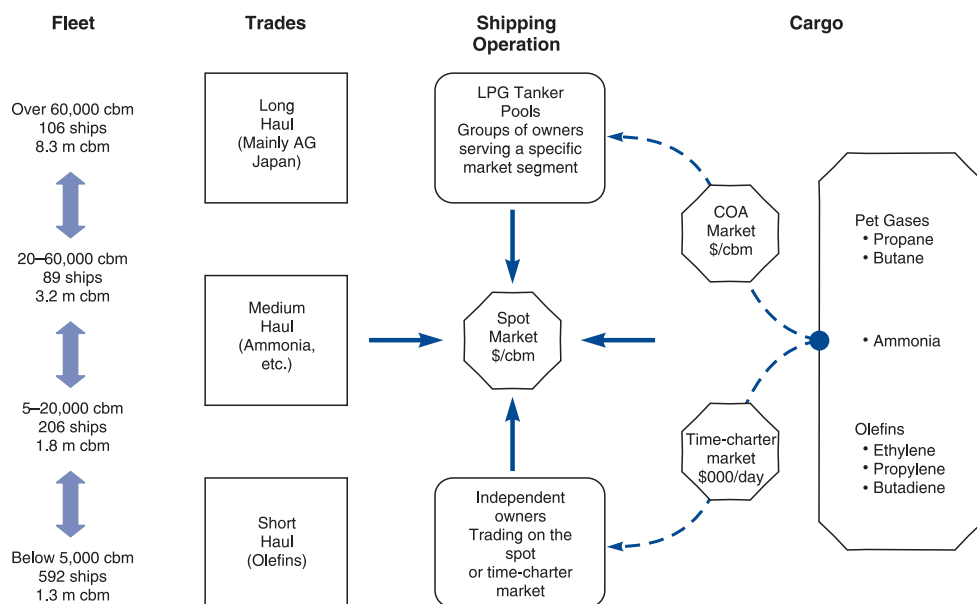 Fleet
Trades
Shipping
Operation
Cargo
Over 60,000 cbm
106 ships
8.3 m cbm
20–60,000 cbm
89 ships
3.2 m cbm
5–20,000 cbm
206 ships
1.8 m cbm
Below 5,000 cbm
592 ships
1.3 m cbm
Long
Haul
(Mainly AG
Japan)
Medium
Haul
(Ammonia,
etc.)
Short
Haul
(Olefins)
LPG Tanker
Pools
Groups of owners
serving a specific
market segment
Spot
Market
$/cbm
Independent
owners
Trading on the
spot
or time-charter
market
COA
Market
$/cbm
Time-charter
market
$000/day
Pet Gases
• Propane
• Butane
• Ammonia
Olefins
• Ethylene
• Propylene
• Butadiene